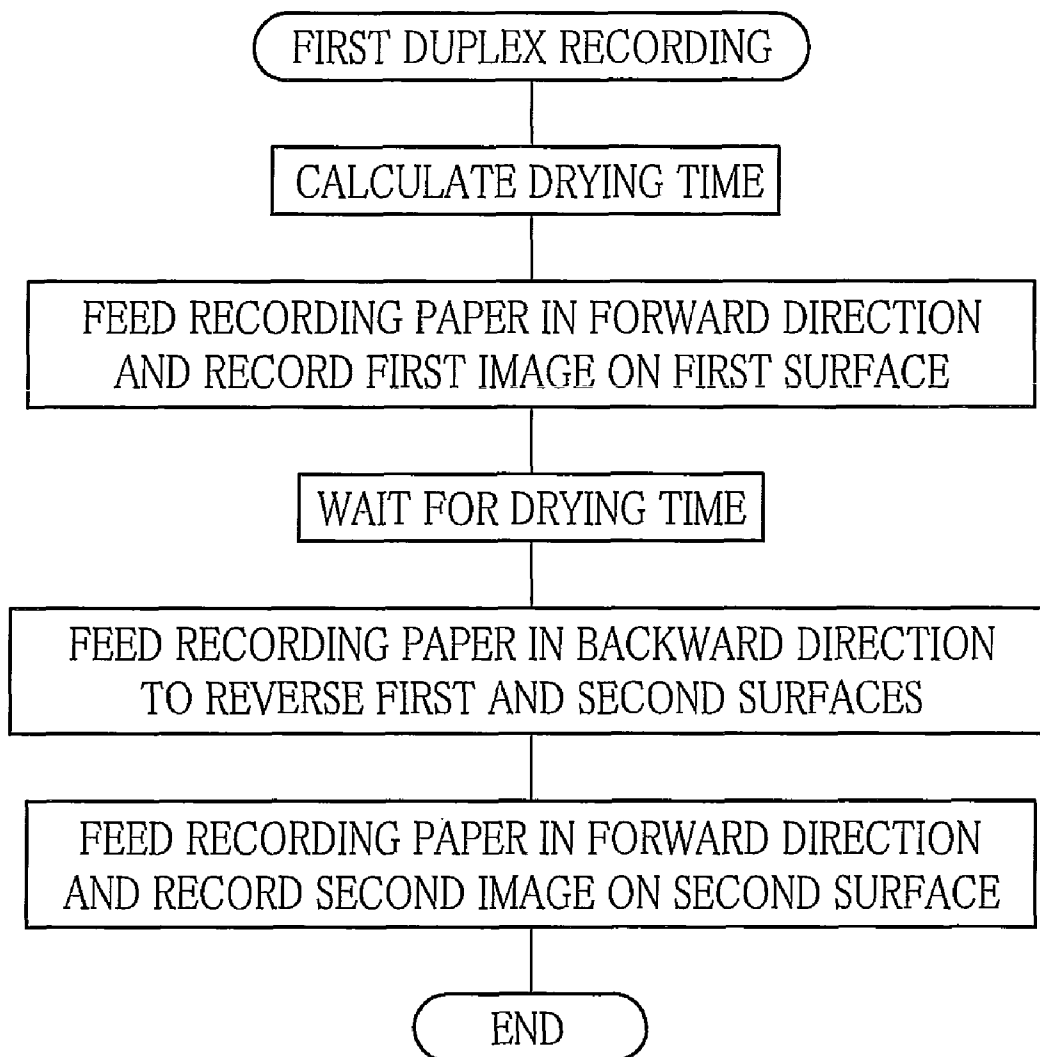 FIRST DUPLEX RECORDING
CALCULATE DRYING TIME
FEED RECORDING PAPER IN FORWARD DIRECTION
AND RECORD FIRST IMAGE ON FIRST SURFACE
WAIT FOR DRYING TIME
FEED RECORDING PAPER IN BACKWARD DIRECTION
TO REVERSE FIRST AND SECOND SURFACES
FEED RECORDING PAPER IN FORWARD DIRECTION
AND RECORD SECOND IMAGE ON SECOND SURFACE
END